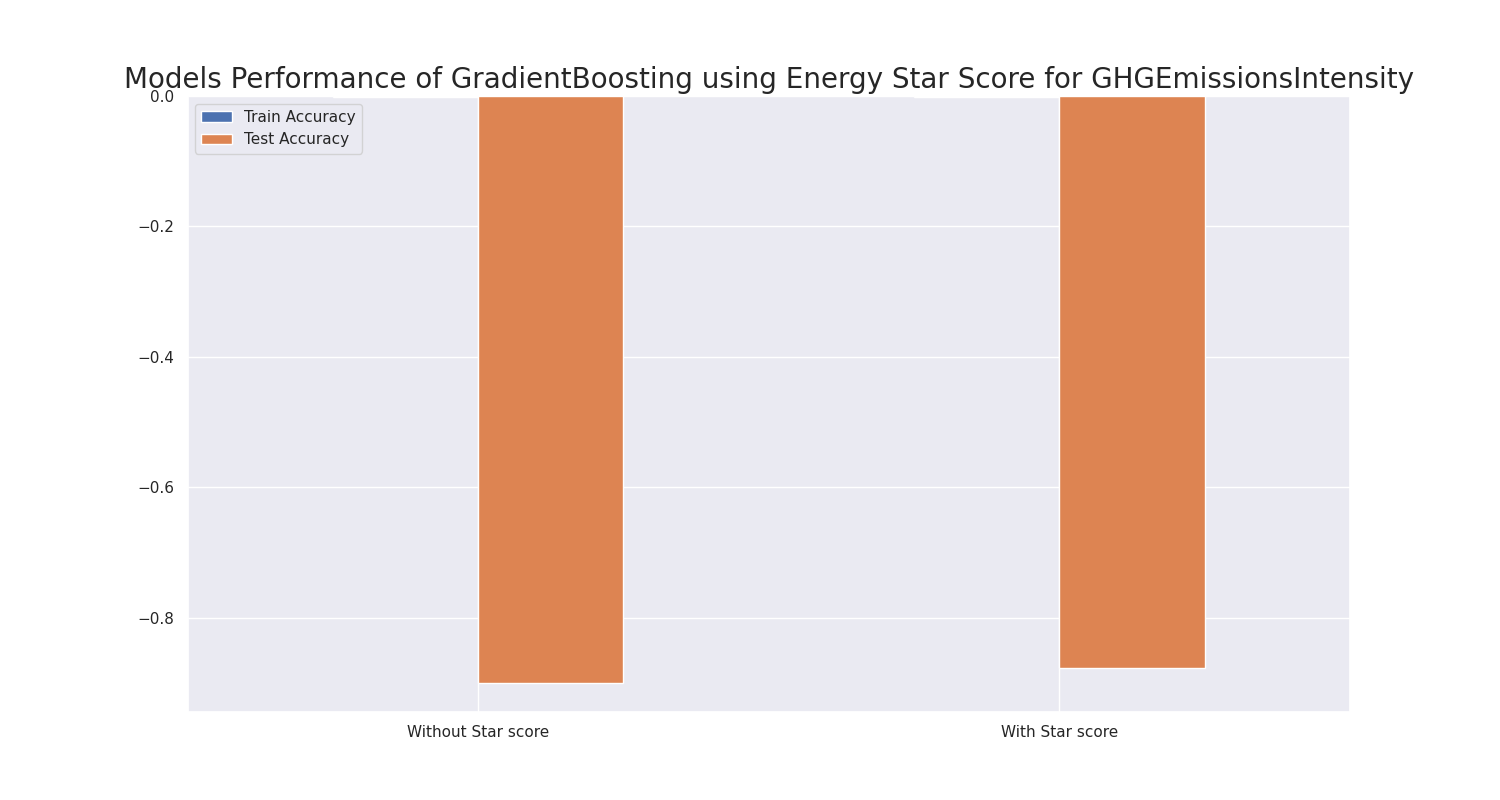 Models Performance of GradientBoosting using Energy Star Score for GHGEmissionsIntensity
0.0
Train Accuracy
Test Accuracy
−0.2
−0.4
−0.6
−0.8
Without Star score
With Star score